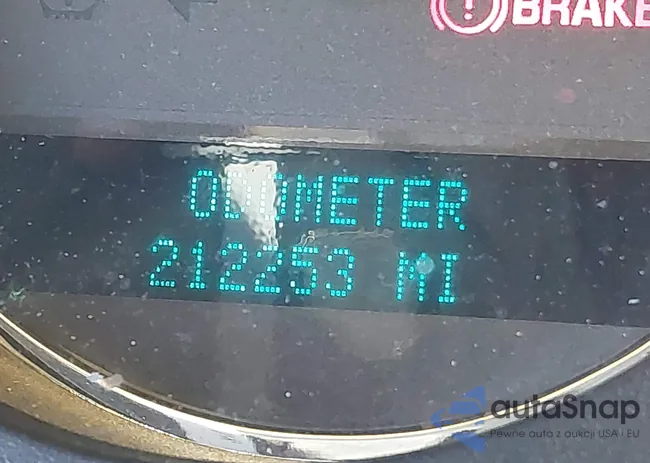 BRAKE
ODOMETER
212253 MI
autaSnap
Pewne auta z aukcji USA i EU